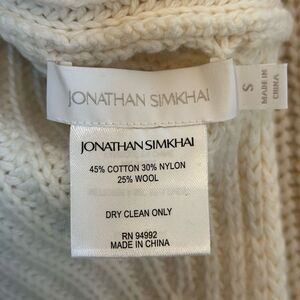 JONATHAN SIMKHAI
S
MADE IN
CHINA
JONATHAN SIMKHAI
45% COTTON 30% NYLON
25% WOOL
DRY CLEAN ONLY
RN 94992
MADE IN CHINA